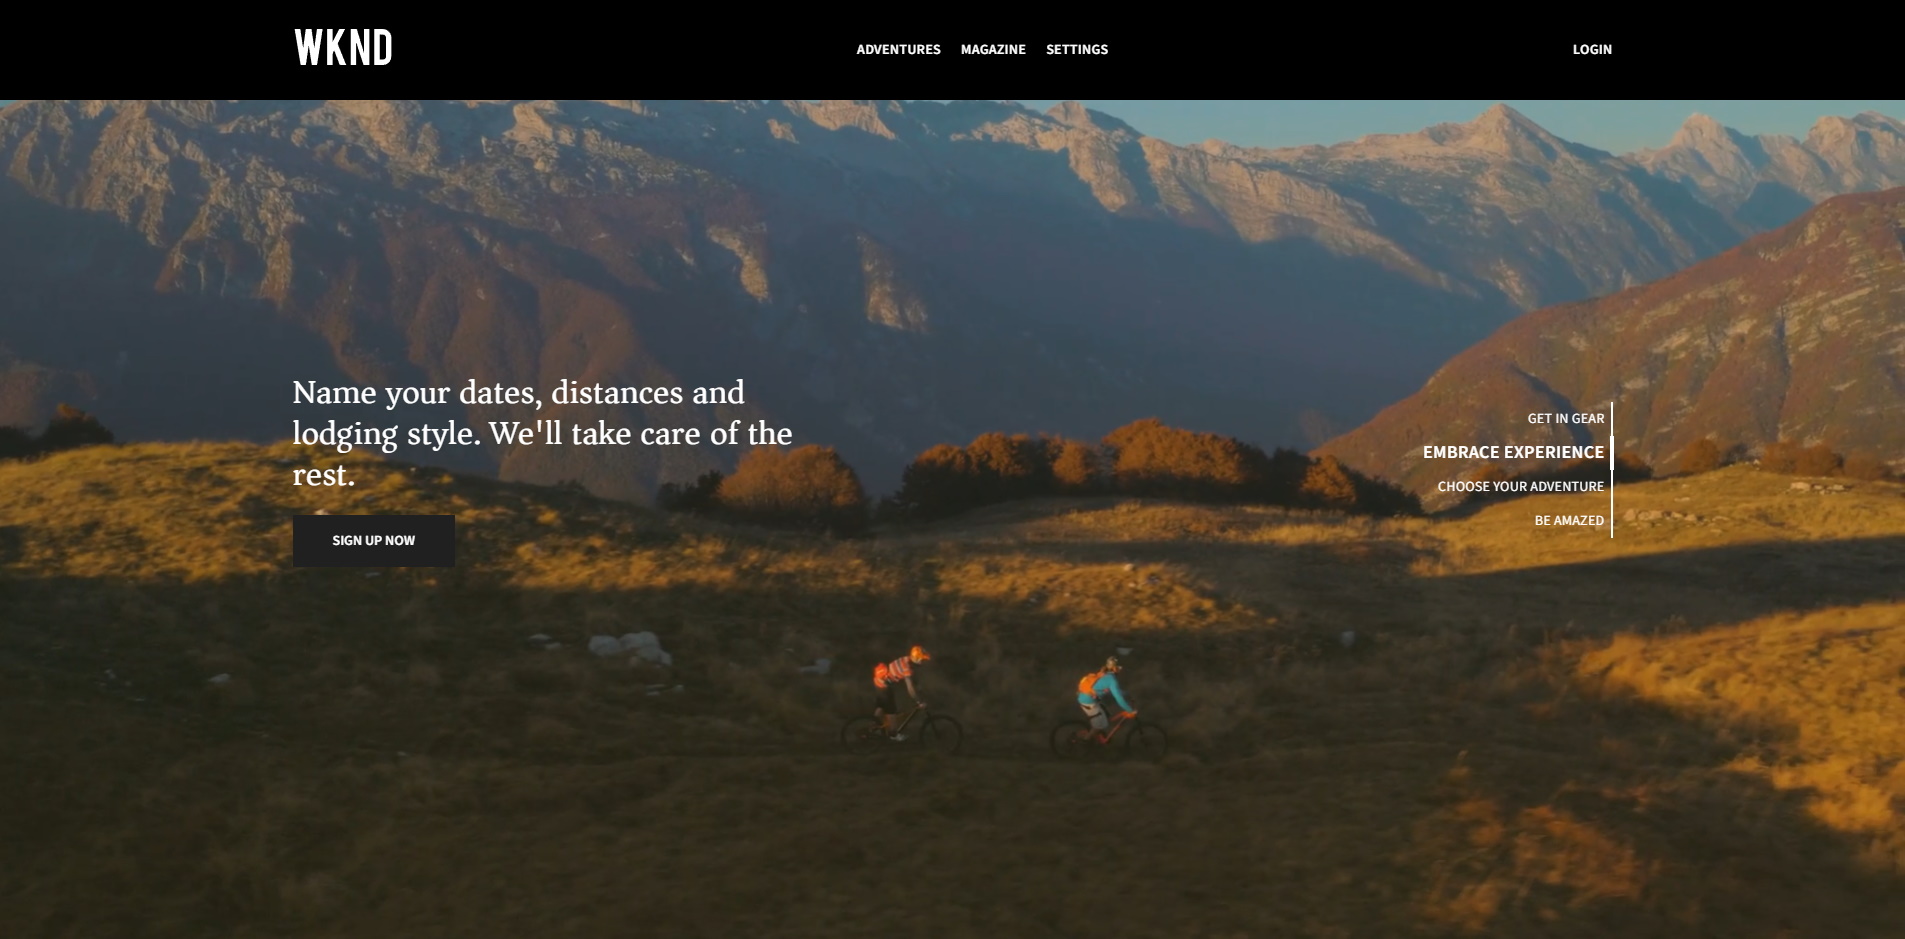 WKND
ADVENTURES MAGAZINE SETTINGS
LOGIN
Name your dates, distances and
lodging style. We'll take care of the
rest.
SIGN UP NOW
GET IN GEAR
EMBRACE EXPERIENCE
CHOOSE YOUR ADVENTURE
BE AMAZED